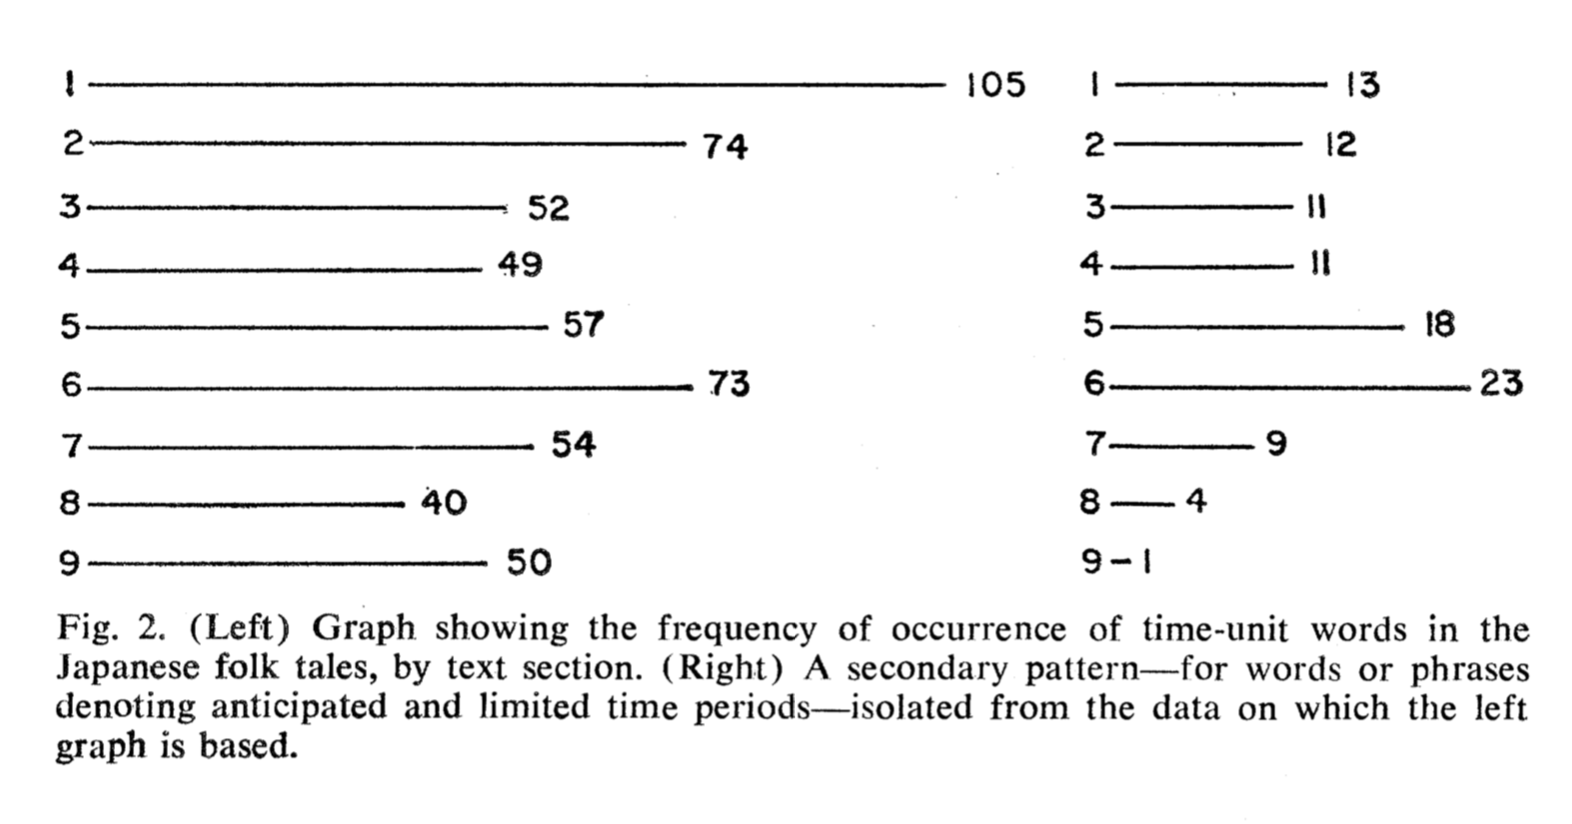 1 105 1 13
2 74 2 12
3 52 3 11
4 49 4 11
5 57 5 18
6 73 6 23
7 54 7 9
8 40 8 4
9 50 9 1
Fig. 2. (Left) Graph showing the frequency of occurrence of time-unit words in the
Japanese folk tales, by text section. (Right) A secondary pattern—for words or phrases
denoting anticipated and limited time periods—isolated from the data on which the left
graph is based.